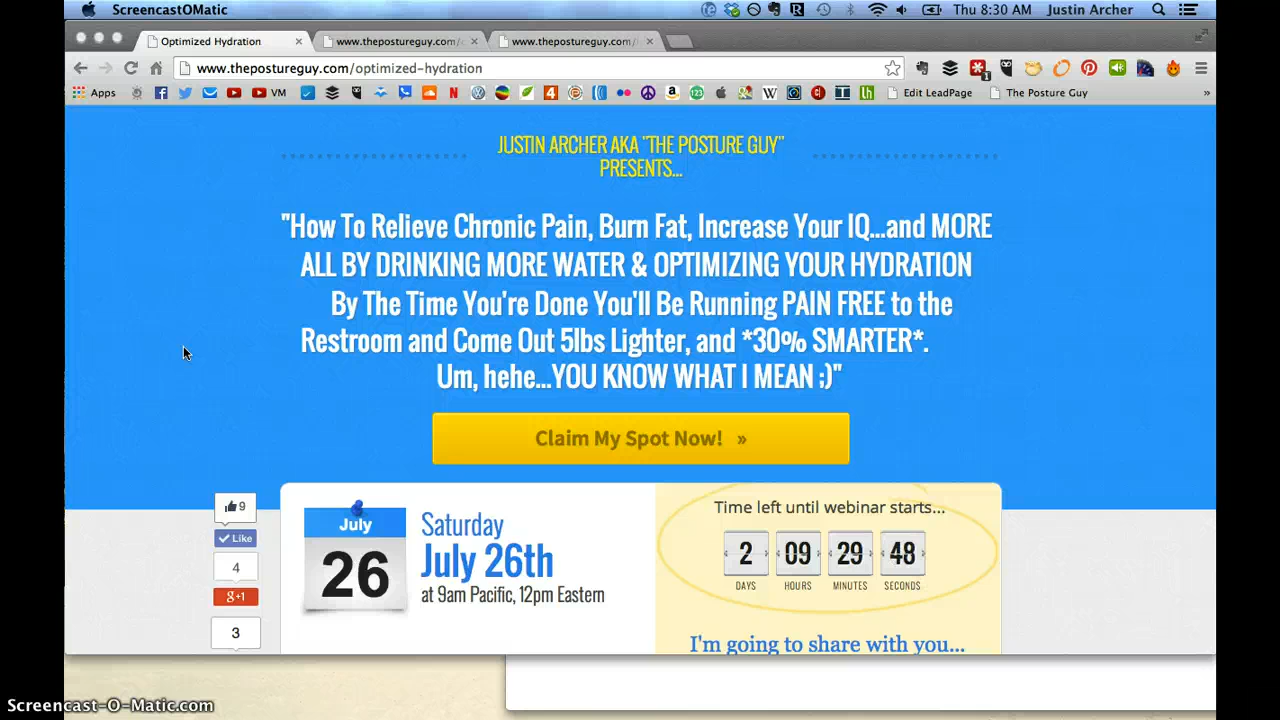 ScreencastOMatic
Thu 8:30 AM Justin Archer
Optimized Hydration
www.thepostureguy.com/
www.thepostureguy.com/
www.thepostureguy.com/optimized-hydration
Apps
VM
Edit LeadPage
The Posture Guy
JUSTIN ARCHER AKA "THE POSTURE GUY"
PRESENTS...
"How To Relieve Chronic Pain, Burn Fat, Increase Your IQ...and MORE
ALL BY DRINKING MORE WATER & OPTIMIZING YOUR HYDRATION
By The Time You're Done You'll Be Running PAIN FREE to the
Restroom and Come Out 5lbs Lighter, and *30% SMARTER*.
Um, hehe...YOU KNOW WHAT I MEAN ;)"
Claim My Spot Now! »
9
Like
4
g+1
3
July
26
Saturday
July 26th
at 9am Pacific, 12pm Eastern
Time left until webinar starts...
2 09 29 48
DAYS HOURS MINUTES SECONDS
I'm going to share with you...
Screencast-O-Matic.com